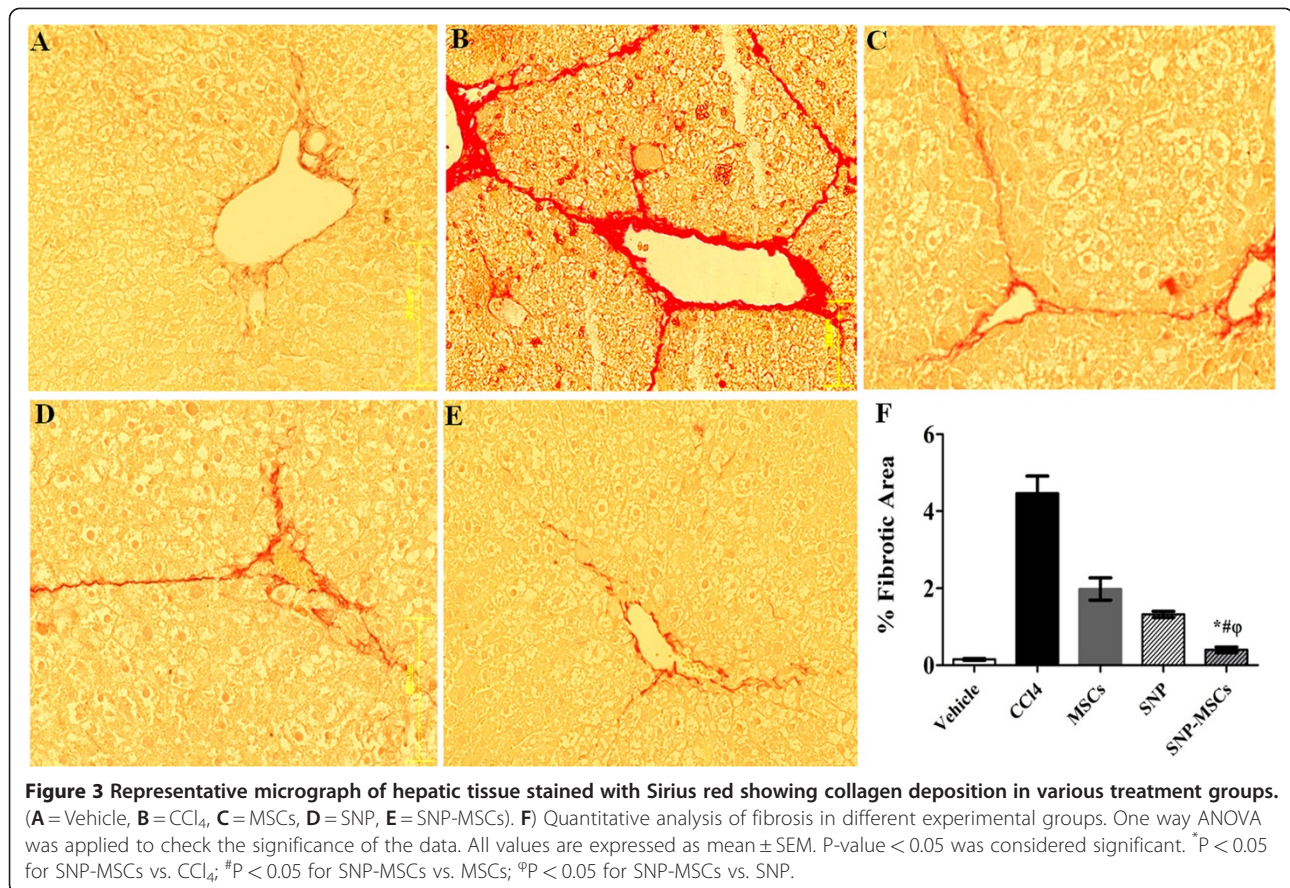 A
B
C
D
E
F
% Fibrotic Area
6
4
2
0
*#φ
Vehicle
CCl4
MSCs
SNP
SNP-MSCs
Figure 3 Representative micrograph of hepatic tissue stained with Sirius red showing collagen deposition in various treatment groups.
(A = Vehicle, B = CCl₄, C = MSCs, D = SNP, E = SNP-MSCs). F) Quantitative analysis of fibrosis in different experimental groups. One way ANOVA
was applied to check the significance of the data. All values are expressed as mean ± SEM. P-value < 0.05 was considered significant. *P < 0.05
for SNP-MSCs vs. CCl₄; #P < 0.05 for SNP-MSCs vs. MSCs; φP < 0.05 for SNP-MSCs vs. SNP.